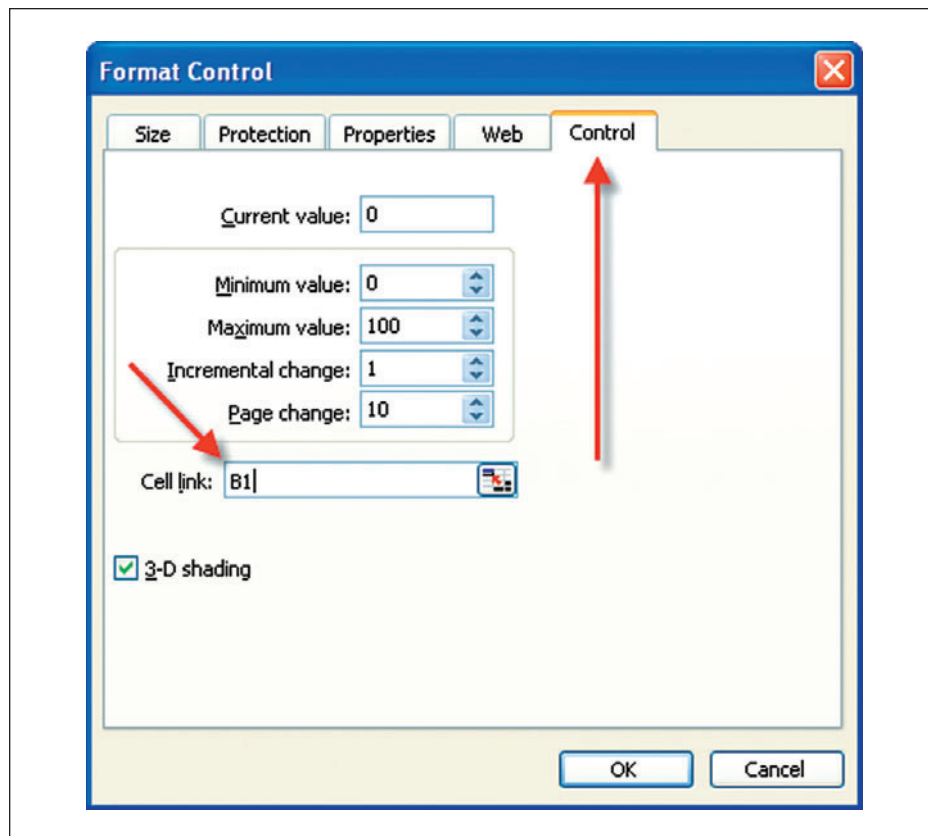 Format Control
Size Protection Properties Web Control
Current value: 0
Minimum value: 0
Maximum value: 100
Incremental change: 1
Page change: 10
Cell link: B1
3-D shading
OK Cancel